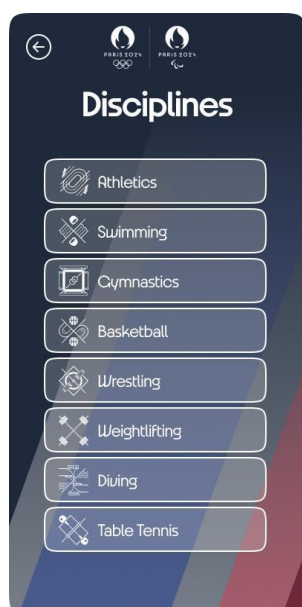 PARIS 2024
PARIS 2024
Disciplines
Athletics
Swimming
Gymnastics
Basketball
Wrestling
Weightlifting
Diving
Table Tennis